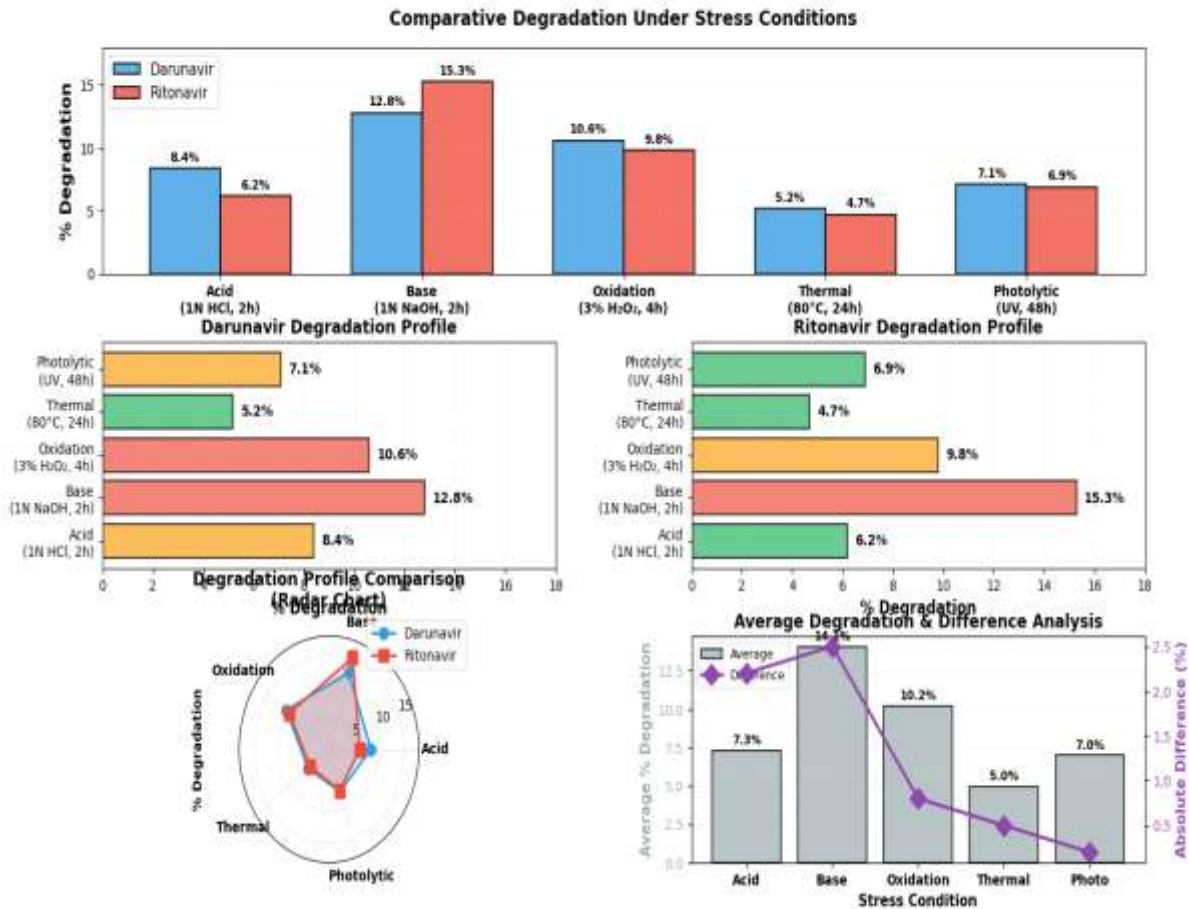 Comparative Degradation Under Stress Conditions
% Degradation
15
10
5
0
Darunavir
Ritonavir
8.4%
6.2%
12.8%
15.3%
10.6%
9.8%
5.2%
4.7%
7.1%
6.9%
Acid
(1N HCl, 2h)
Base
(1N NaOH, 2h)
Oxidation
(3% H₂O₂, 4h)
Thermal
(80°C, 24h)
Photolytic
(UV, 48h)
Darunavir Degradation Profile
Photolytic
(UV, 48h)
7.1%
Thermal
(80°C, 24h)
5.2%
Oxidation
(3% H₂O₂, 4h)
10.6%
Base
(1N NaOH, 2h)
12.8%
Acid
(1N HCl, 2h)
8.4%
0 2 4 6 8 10 12 14 16 18
% Degradation
Ritonavir Degradation Profile
Photolytic
(UV, 48h)
6.9%
Thermal
(80°C, 24h)
4.7%
Oxidation
(3% H₂O₂, 4h)
9.8%
Base
(1N NaOH, 2h)
15.3%
Acid
(1N HCl, 2h)
6.2%
0 2 4 6 8 10 12 14 16 18
% Degradation
Degradation Profile Comparison
(Radar Chart)
Darunavir
Ritonavir
% Degradation
Base
Oxidation
Acid
Thermal
Photolytic
5
10
15
Average Degradation & Difference Analysis
Average % Degradation
12.5
10.0
7.5
5.0
2.5
0.0
Average
Difference
7.3%
10.2%
5.0%
7.0%
Acid
Base
Oxidation
Thermal
Photo
Stress Condition
2.5
2.0
1.5
1.0
0.5
Absolute Difference (%)